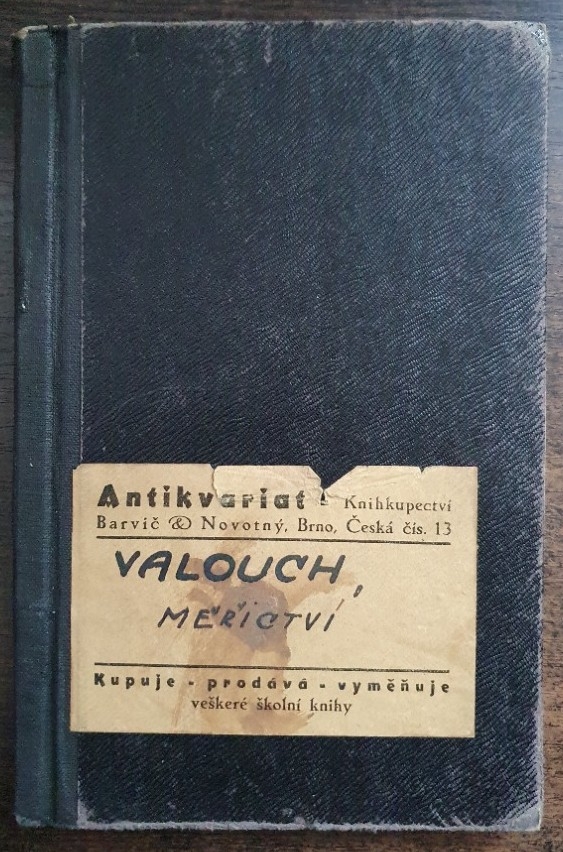 Antikvariat - Knihkupectví
Barvič & Novotný, Brno, Česká čís. 13
VALOUCH,
MĚŘICTVÍ
Kupuje - prodává - vyměňuje
veškeré školní knihy